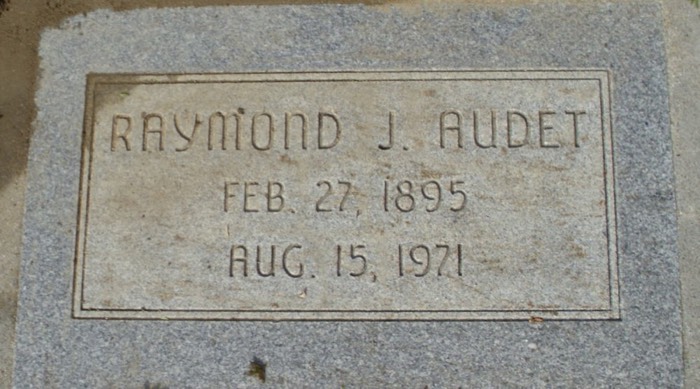 RAYMOND J. AUDET
FEB. 27, 1895
AUG. 15, 1971